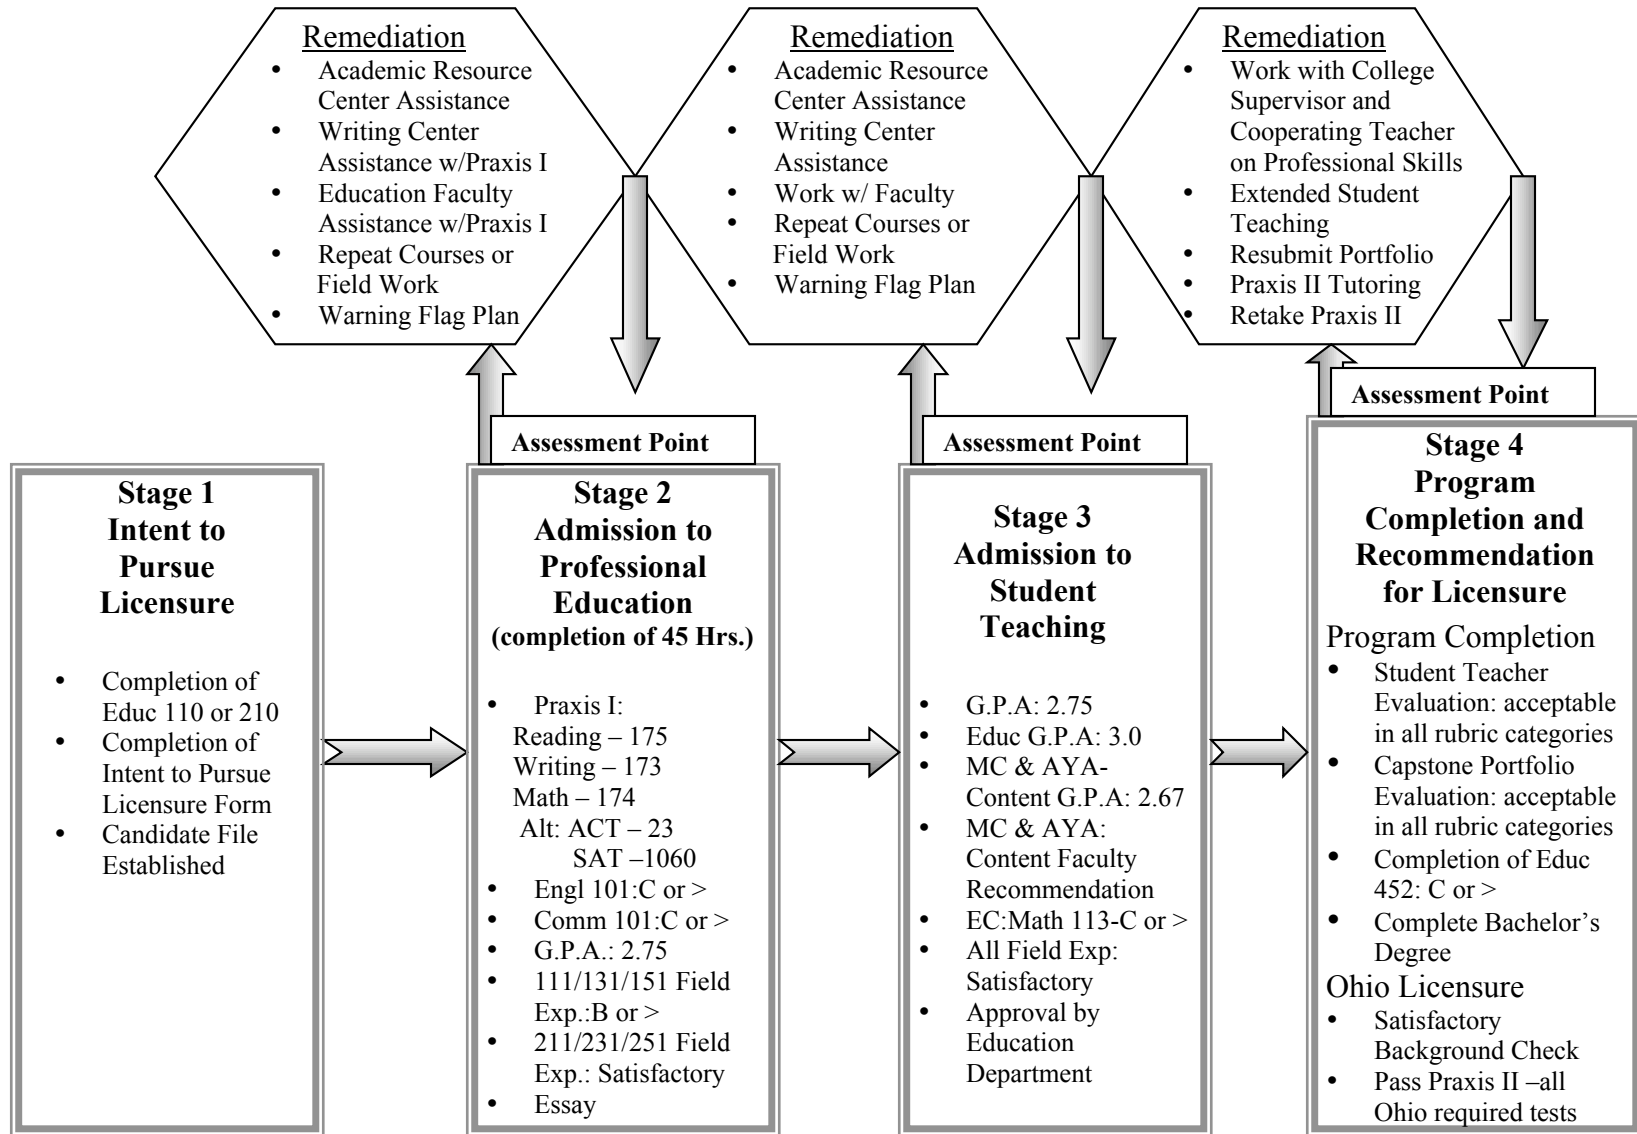 Remediation
• Academic Resource
Center Assistance
• Writing Center
Assistance w/Praxis I
• Education Faculty
Assistance w/Praxis I
• Repeat Courses or
Field Work
• Warning Flag Plan
Remediation
• Academic Resource
Center Assistance
• Writing Center
Assistance
• Work w/ Faculty
• Repeat Courses or
Field Work
• Warning Flag Plan
Remediation
• Work with College
Supervisor and
Cooperating Teacher
on Professional Skills
• Extended Student
Teaching
• Resubmit Portfolio
• Praxis II Tutoring
• Retake Praxis II
Stage 1
Intent to
Pursue
Licensure
• Completion of
Educ 110 or 210
• Completion of
Intent to Pursue
Licensure Form
• Candidate File
Established
Assessment Point
Stage 2
Admission to
Professional
Education
(completion of 45 Hrs.)
• Praxis I:
Reading – 175
Writing – 173
Math – 174
Alt: ACT – 23
SAT –1060
• Engl 101:C or >
• Comm 101:C or >
• G.P.A.: 2.75
• 111/131/151 Field
Exp.:B or >
• 211/231/251 Field
Exp.: Satisfactory
• Essay
Assessment Point
Stage 3
Admission to
Student
Teaching
• G.P.A: 2.75
• Educ G.P.A: 3.0
• MC & AYA-
Content G.P.A: 2.67
• MC & AYA:
Content Faculty
Recommendation
• EC:Math 113-C or >
• All Field Exp:
Satisfactory
• Approval by
Education
Department
Assessment Point
Stage 4
Program
Completion and
Recommendation
for Licensure
Program Completion
• Student Teacher
Evaluation: acceptable
in all rubric categories
• Capstone Portfolio
Evaluation: acceptable
in all rubric categories
• Completion of Educ
452: C or >
• Complete Bachelor’s
Degree
Ohio Licensure
• Satisfactory
Background Check
• Pass Praxis II –all
Ohio required tests